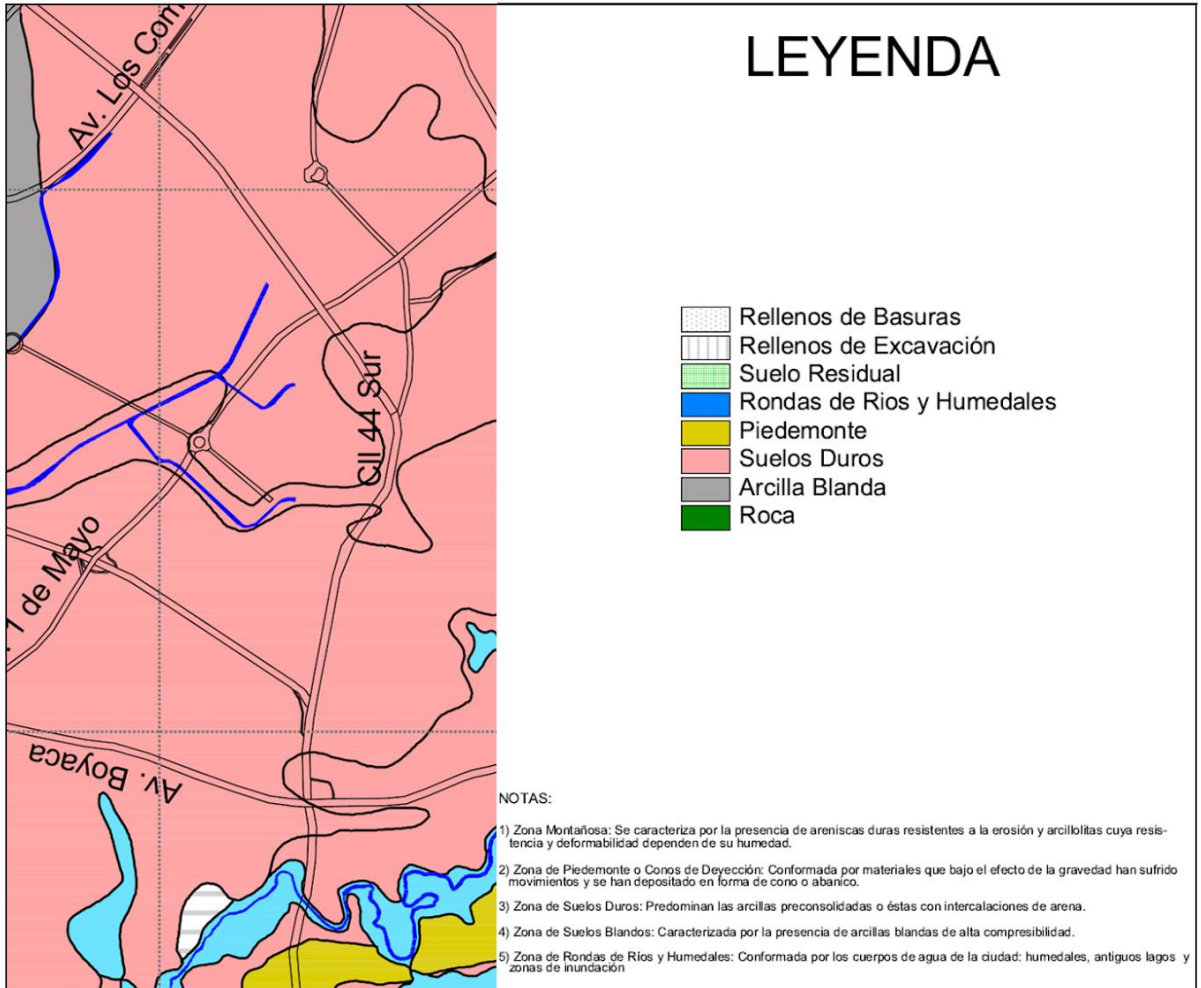 Av. Los Com
Cll 44 Sur
. 1 de Mayo
Av. Boyaca
LEYENDA
Rellenos de Basuras
Rellenos de Excavación
Suelo Residual
Rondas de Rios y Humedales
Piedemonte
Suelos Duros
Arcilla Blanda
Roca
NOTAS:
1) Zona Montañosa: Se caracteriza por la presencia de areniscas duras resistentes a la erosión y arcillolitas cuya resis-
tencia y deformabilidad dependen de su humedad.
2) Zona de Piedemonte o Conos de Deyección: Conformada por materiales que bajo el efecto de la gravedad han sufrido
movimientos y se han depositado en forma de cono o abanico.
3) Zona de Suelos Duros: Predominan las arcillas preconsolidadas o éstas con intercalaciones de arena.
4) Zona de Suelos Blandos: Caracterizada por la presencia de arcillas blandas de alta compresibilidad.
5) Zona de Rondas de Ríos y Humedales: Conformada por los cuerpos de agua de la ciudad: humedales, antiguos lagos y
zonas de inundación